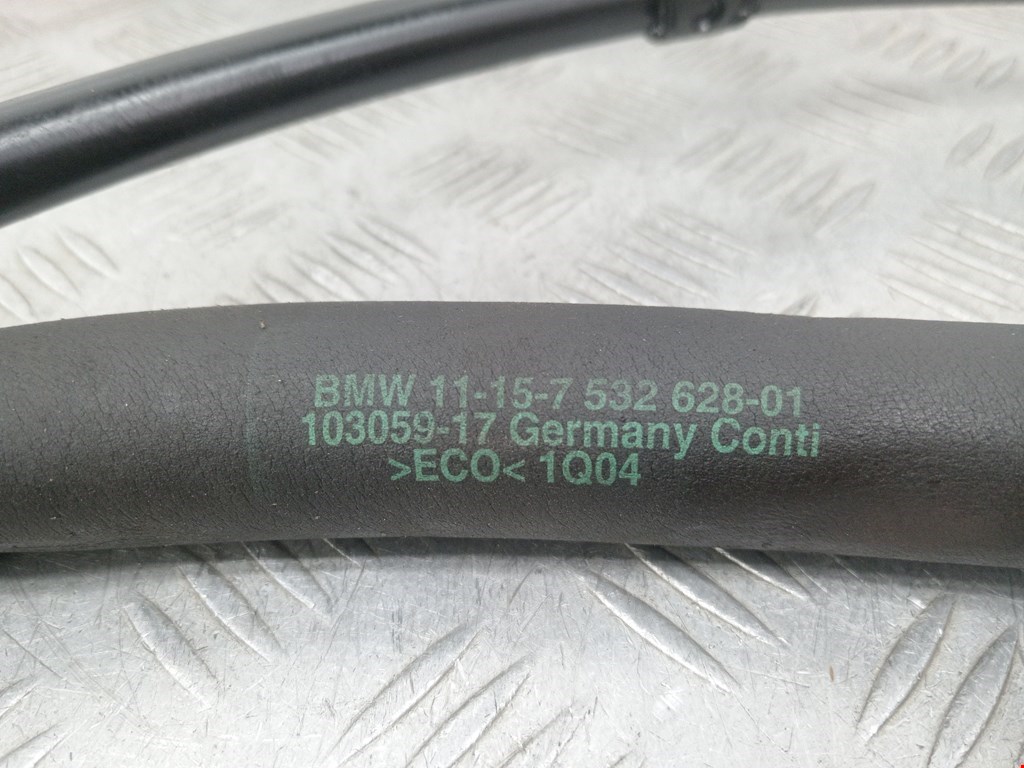 BMW 11-15-7 532 628-01
103059-17 Germany Conti
>ECO< 1Q04